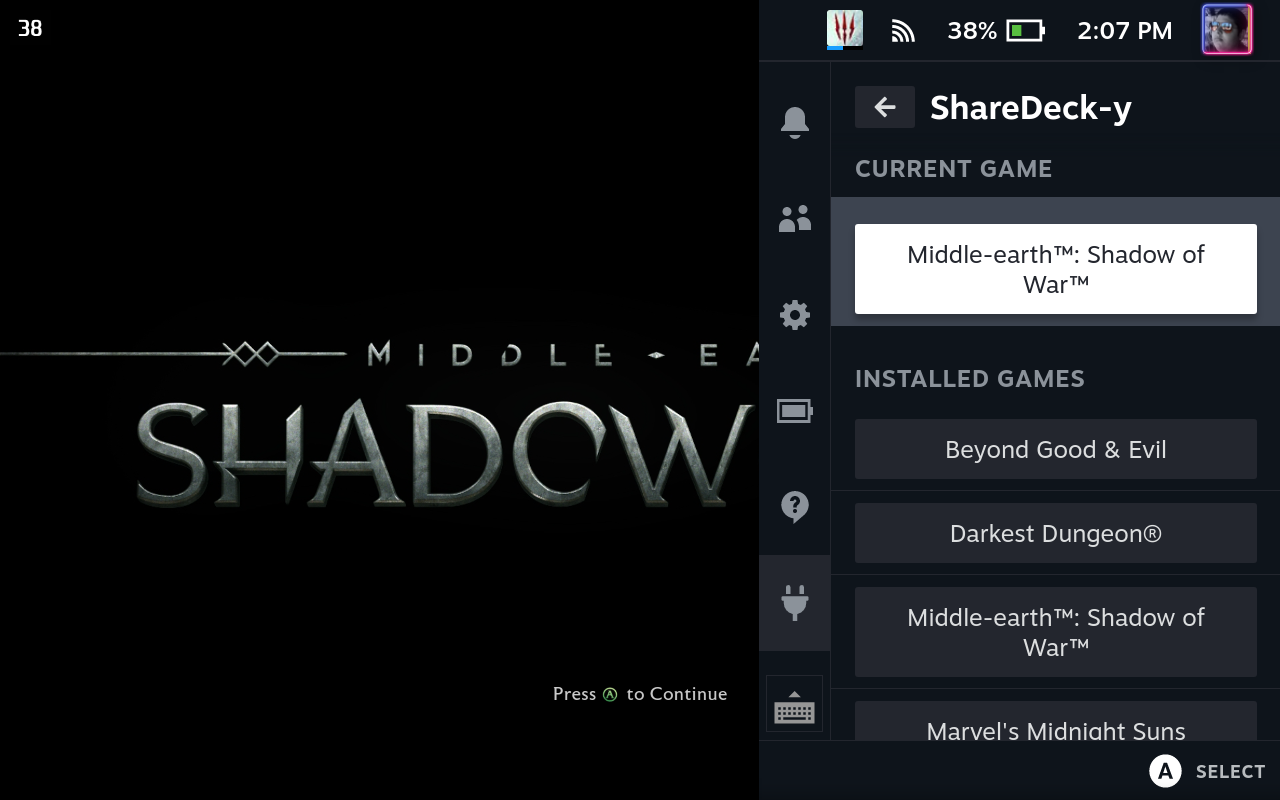 38
38%
2:07 PM
ShareDeck-y
CURRENT GAME
Middle-earth™: Shadow of
War™
INSTALLED GAMES
Beyond Good & Evil
Darkest Dungeon®
Middle-earth™: Shadow of
War™
Marvel's Midnight Suns
A SELECT
MIDDLE-EA
SHADOW
Press A to Continue